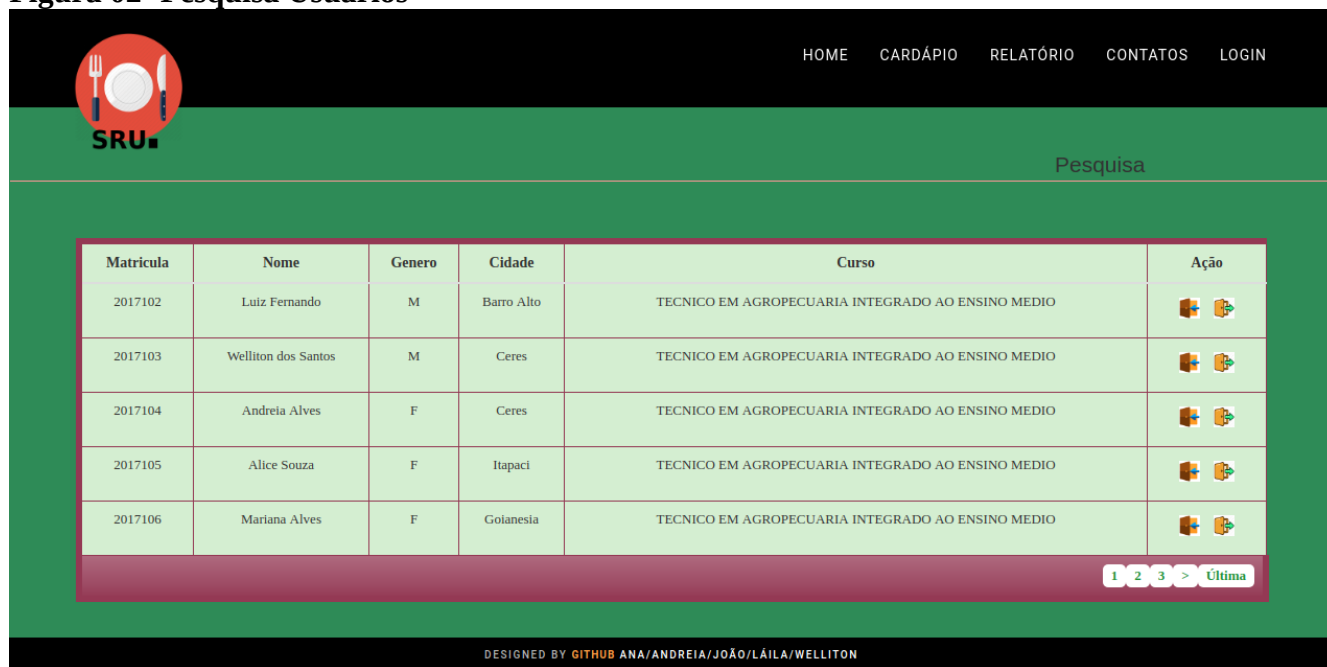 Figura 02- Pesquisa Usuários
HOME CARDÁPIO RELATÓRIO CONTATOS LOGIN
SRU.
Pesquisa
Matricula Nome Genero Cidade Curso Ação
2017102 Luiz Fernando M Barro Alto TECNICO EM AGROPECUARIA INTEGRADO AO ENSINO MEDIO
2017103 Welliton dos Santos M Ceres TECNICO EM AGROPECUARIA INTEGRADO AO ENSINO MEDIO
2017104 Andreia Alves F Ceres TECNICO EM AGROPECUARIA INTEGRADO AO ENSINO MEDIO
2017105 Alice Souza F Itapaci TECNICO EM AGROPECUARIA INTEGRADO AO ENSINO MEDIO
2017106 Mariana Alves F Goianesia TECNICO EM AGROPECUARIA INTEGRADO AO ENSINO MEDIO
1 2 3 > Última
DESIGNED BY GITHUB ANA/ANDREIA/JOÃO/LÁILA/WELLITON